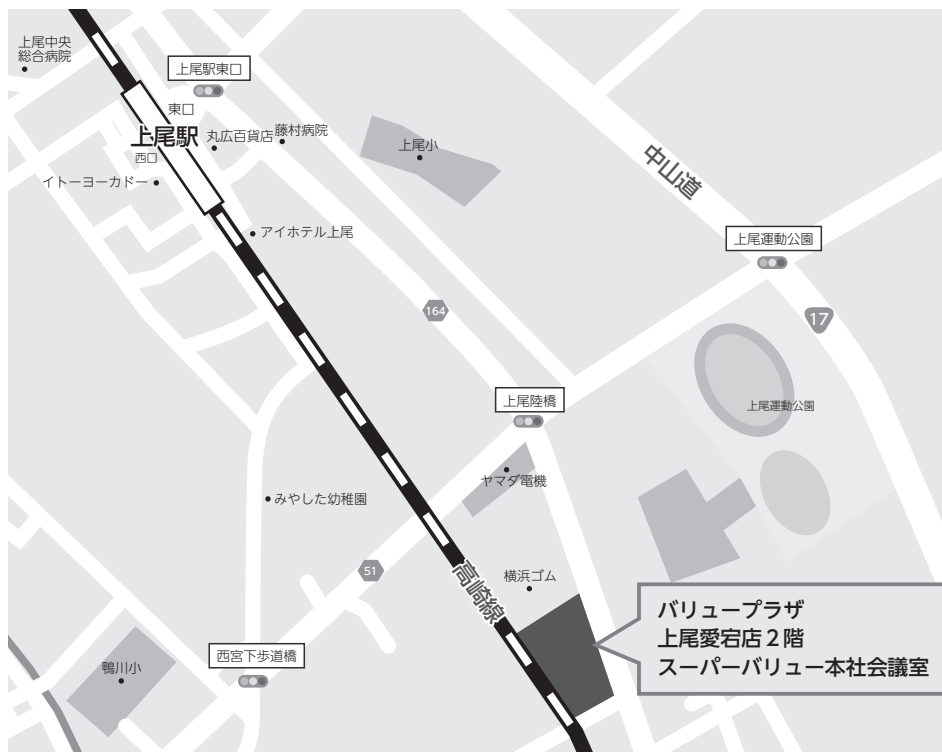 上尾中央
総合病院
上尾駅東口
東口
上尾駅
西口
丸広百貨店
藤村病院
上尾小
イトーヨーカドー
アイホテル上尾
中山道
上尾運動公園
17
164
上尾運動公園
上尾陸橋
ヤマダ電機
みやした幼稚園
51
高崎線
横浜ゴム
バリュープラザ
上尾愛宕店2階
スーパーバリュー本社会議室
西宮下歩道橋
鴨川小